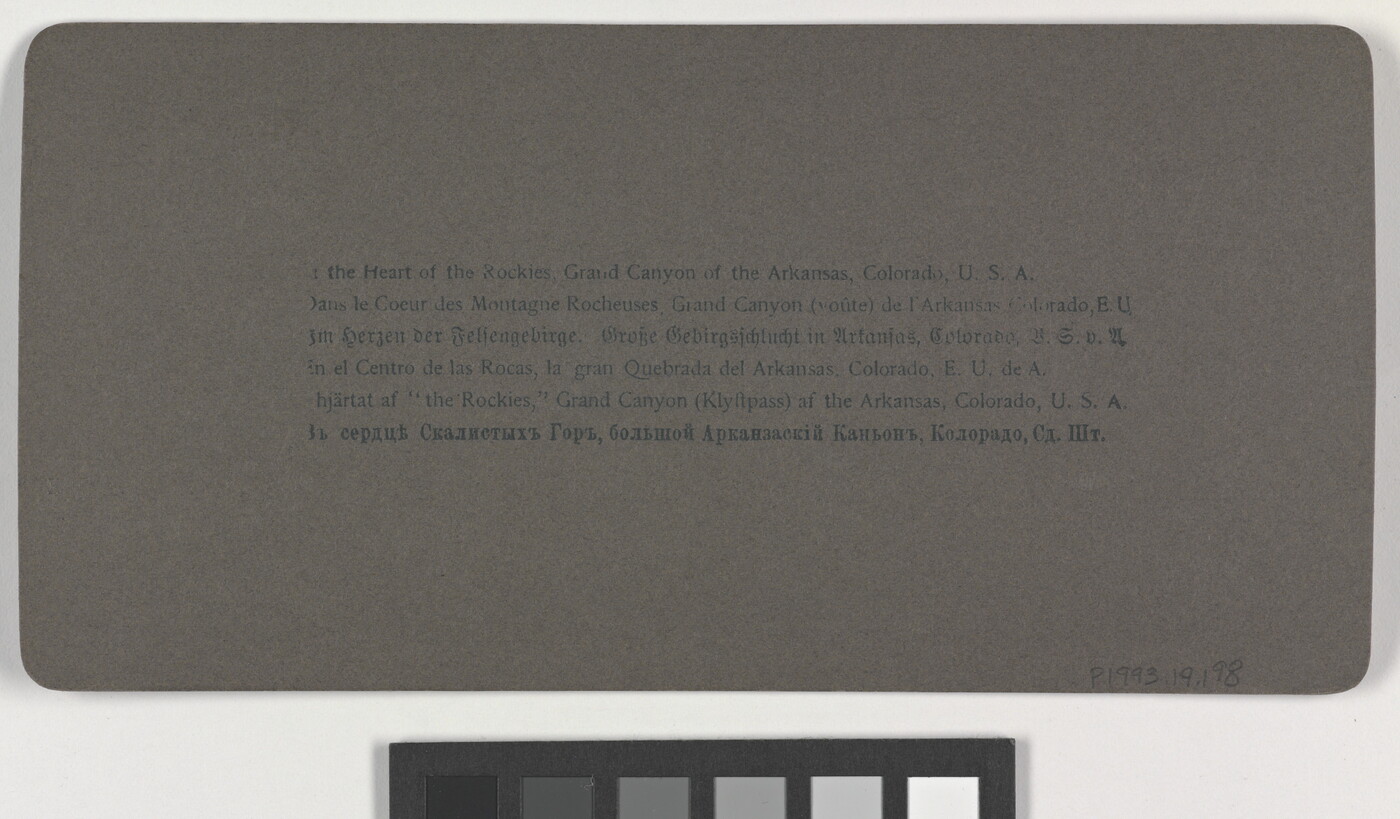 the Heart of the Rockies, Grand Canyon of the Arkansas, Colorado, U. S. A.
Dans le Coeur des Montagne Rocheuses, Grand Canyon (voûte) de l'Arkansas Colorado, E. U.
Im Herzen der Felsengebirge. Große Gebirgsschlucht in Arkansas, Colorado, V. S. v. A.
En el Centro de las Rocas, la gran Quebrada del Arkansas, Colorado, E. U. de A.
hjärtat af "the Rockies," Grand Canyon (Klyftpass) af the Arkansas, Colorado, U. S. A.
Въ сердцѣ Скалистыхъ Горъ, большой Арканзаскій Каньонъ, Колорадо, Сд. Шт.
P1993.19.198